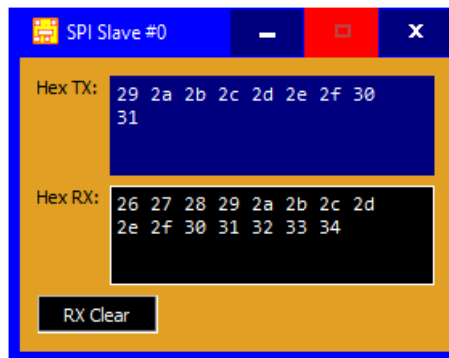 SPI Slave #0
Hex TX:
29 2a 2b 2c 2d 2e 2f 30
31
Hex RX:
26 27 28 29 2a 2b 2c 2d
2e 2f 30 31 32 33 34
RX Clear